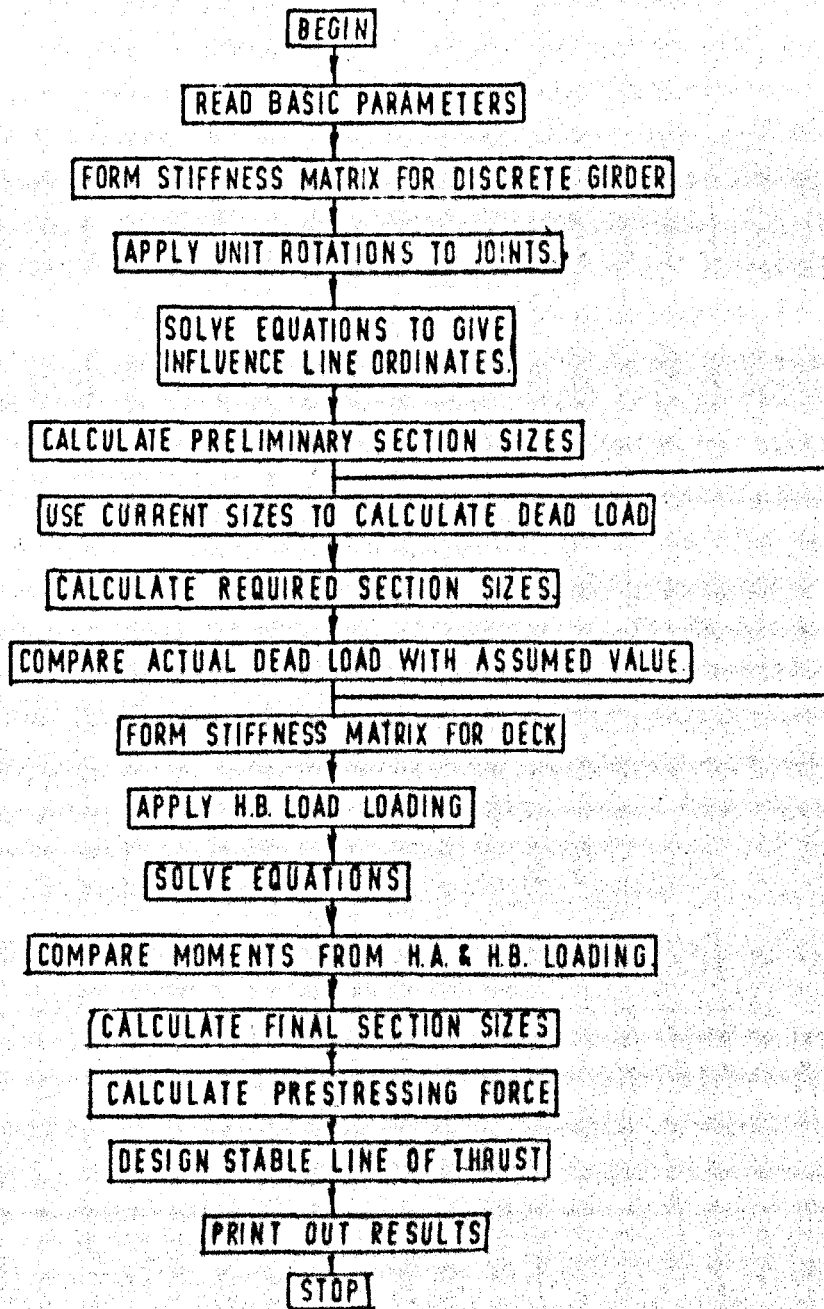 BEGIN
READ BASIC PARAMETERS
FORM STIFFNESS MATRIX FOR DISCRETE GIRDER
APPLY UNIT ROTATIONS TO JOINTS.
SOLVE EQUATIONS TO GIVE
INFLUENCE LINE ORDINATES.
CALCULATE PRELIMINARY SECTION SIZES
USE CURRENT SIZES TO CALCULATE DEAD LOAD
CALCULATE REQUIRED SECTION SIZES.
COMPARE ACTUAL DEAD LOAD WITH ASSUMED VALUE.
FORM STIFFNESS MATRIX FOR DECK
APPLY H.B. LOAD LOADING
SOLVE EQUATIONS
COMPARE MOMENTS FROM H.A. & H.B. LOADING.
CALCULATE FINAL SECTION SIZES
CALCULATE PRESTRESSING FORCE
DESIGN STABLE LINE OF THRUST
PRINT OUT RESULTS
STOP